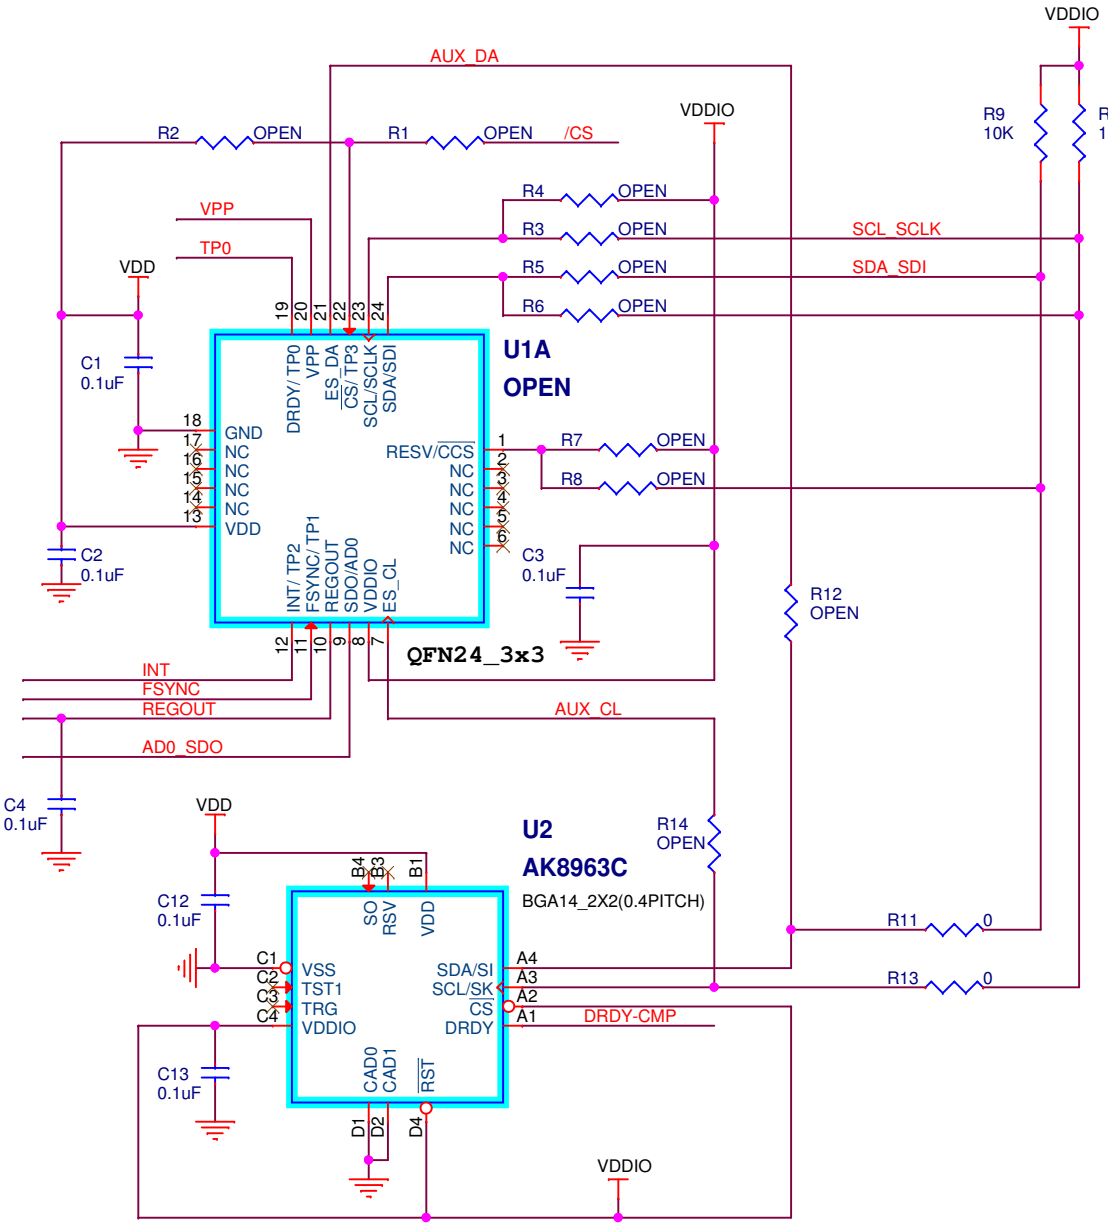 VDDIO
AUX_DA
VDDIO
R9
10K
R
1
R2
OPEN
R1
OPEN
/CS
R4
OPEN
VPP
R3
OPEN
SCL_SCLK
TP0
R5
OPEN
SDA_SDI
VDD
R6
OPEN
19
20
21
22
23
24
DRDY/ TP0
VPP
ES_DA
CS/ TP3
SCL/SCLK
SDA/SDI
U1A
OPEN
C1
0.1uF
18
GND
17
NC
16
NC
15
NC
14
NC
13
VDD
RESV/CCS
1
NC
2
NC
3
NC
4
NC
5
NC
6
R7
OPEN
R8
OPEN
C2
0.1uF
C3
0.1uF
INT/ TP2
FSYNC/ TP1
REGOUT
SDO/AD0
VDDIO
ES_CL
12
11
10
9
8
7
R12
OPEN
QFN24_3x3
INT
FSYNC
REGOUT
AD0_SDO
AUX_CL
C4
0.1uF
VDD
U2
AK8963C
BGA14_2X2(0.4PITCH)
R14
OPEN
B4
B3
B1
SO
RSV
VDD
C12
0.1uF
R11
0
C1
VSS
C2
TST1
C3
TRG
C4
VDDIO
SDA/SI
A4
SCL/SK
A3
CS
A2
DRDY
A1
R13
0
DRDY-CMP
CAD0
CAD1
RST
C13
0.1uF
D1
D2
D4
VDDIO